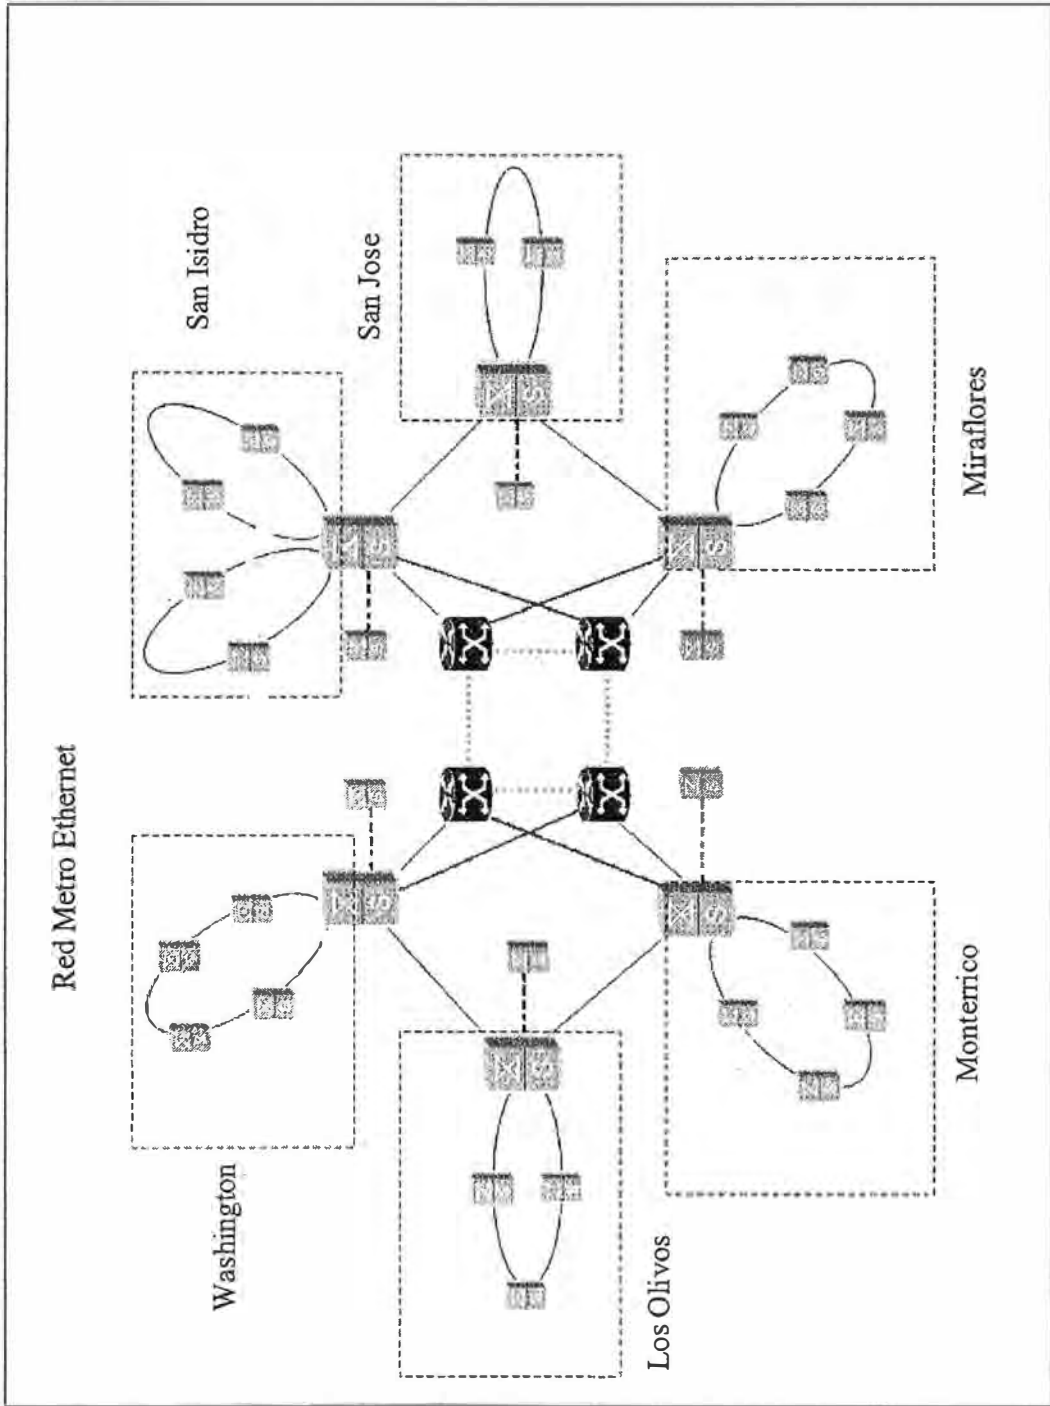 Red Metro Ethernet
Washington
San Isidro
Los Olivos
San Jose
Monterrico
Miraflores